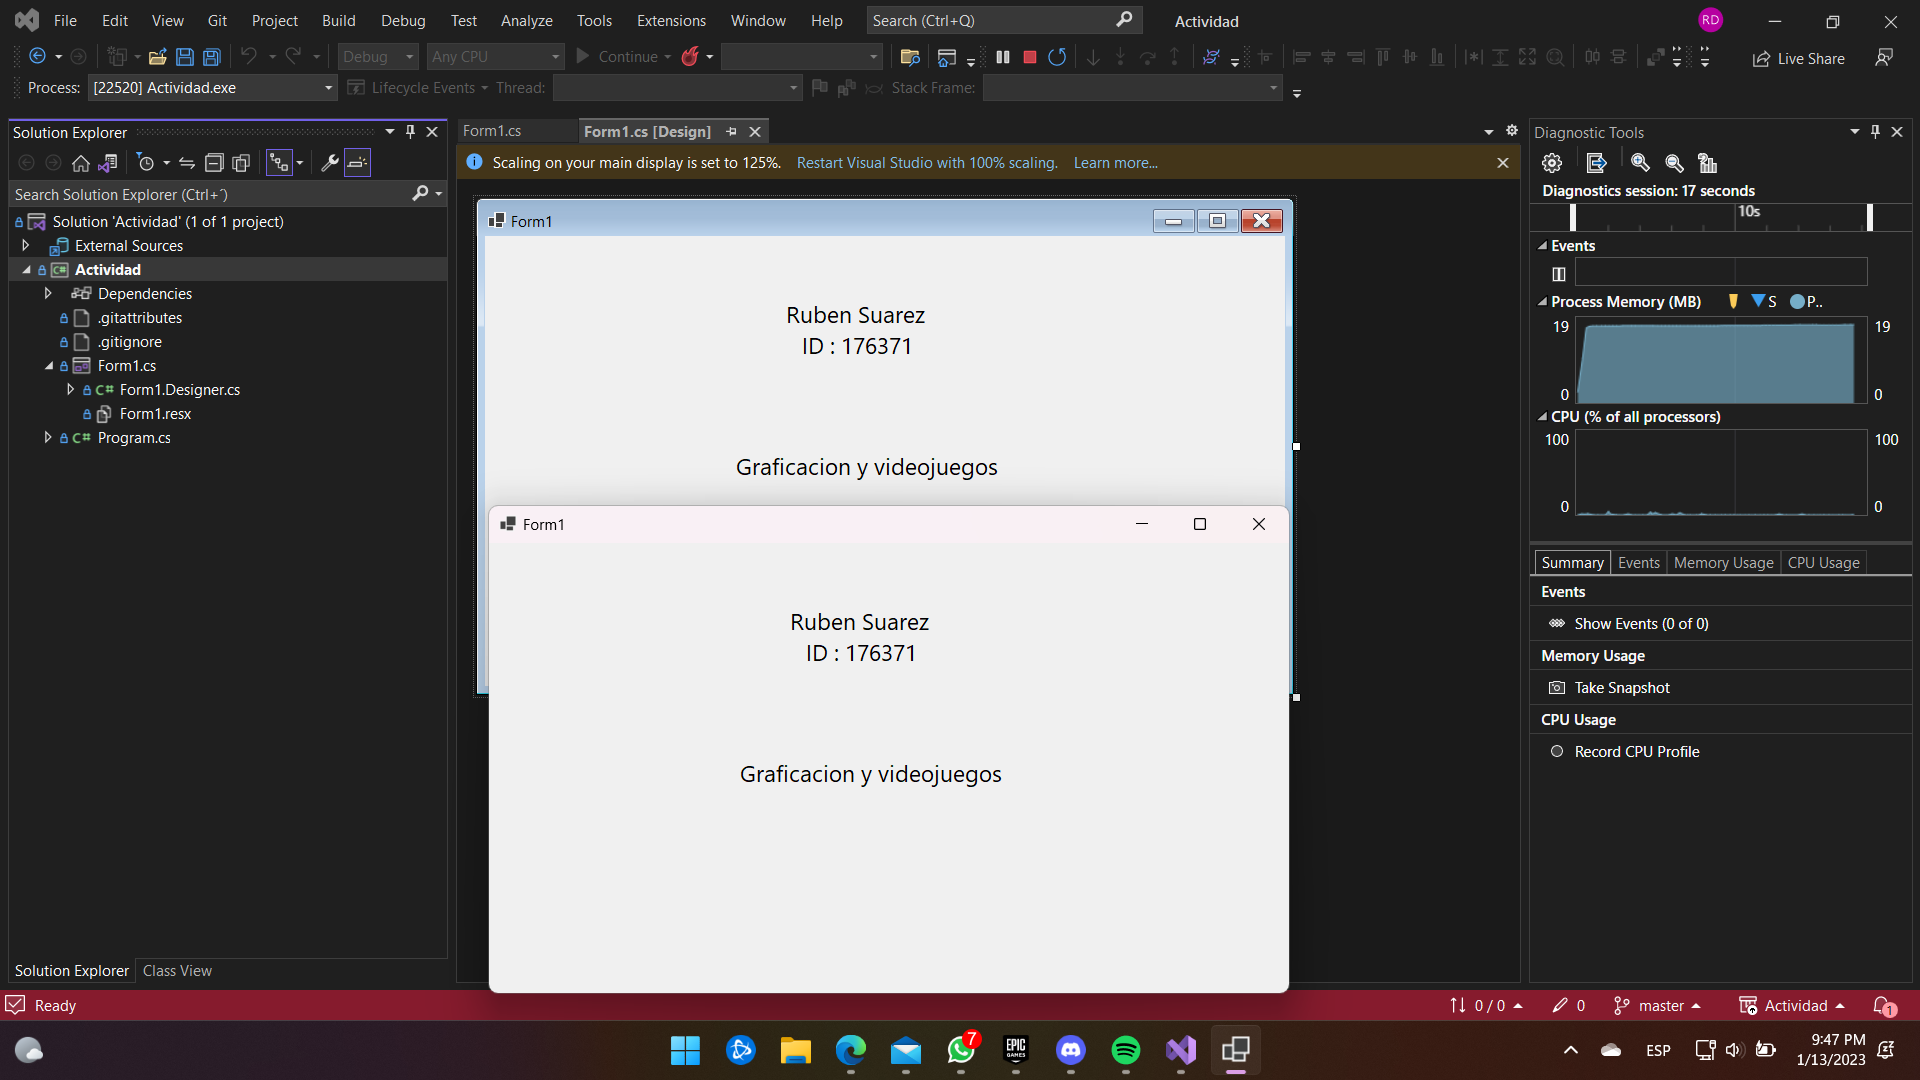 File Edit View Git Project Build Debug Test Analyze Tools Extensions Window Help Search (Ctrl+Q) Actividad RD
Debug Any CPU Continue Live Share
Process: [22520] Actividad.exe Lifecycle Events Thread: Stack Frame:
Solution Explorer
Search Solution Explorer (Ctrl+´)
Solution 'Actividad' (1 of 1 project)
External Sources
Actividad
Dependencies
.gitattributes
.gitignore
Form1.cs
C# Form1.Designer.cs
Form1.resx
C# Program.cs
Solution Explorer Class View
Form1.cs Form1.cs [Design]
Scaling on your main display is set to 125%. Restart Visual Studio with 100% scaling. Learn more...
Form1
Ruben Suarez
ID : 176371
Graficacion y videojuegos
Form1
Ruben Suarez
ID : 176371
Graficacion y videojuegos
Diagnostic Tools
Diagnostics session: 17 seconds
10s
Events
Process Memory (MB) S P..
19 19
0 0
CPU (% of all processors)
100 100
0 0
Summary Events Memory Usage CPU Usage
Events
Show Events (0 of 0)
Memory Usage
Take Snapshot
CPU Usage
Record CPU Profile
Ready 0 / 0 0 master Actividad 1
7
EPIC GAMES
ESP
9:47 PM
1/13/2023